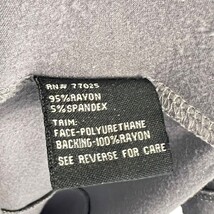 RN# 77025
95%RAYON
5%SPANDEX
TRIM:
FACE-POLYURETHANE
BACKING-100%RAYON
SEE REVERSE FOR CARE